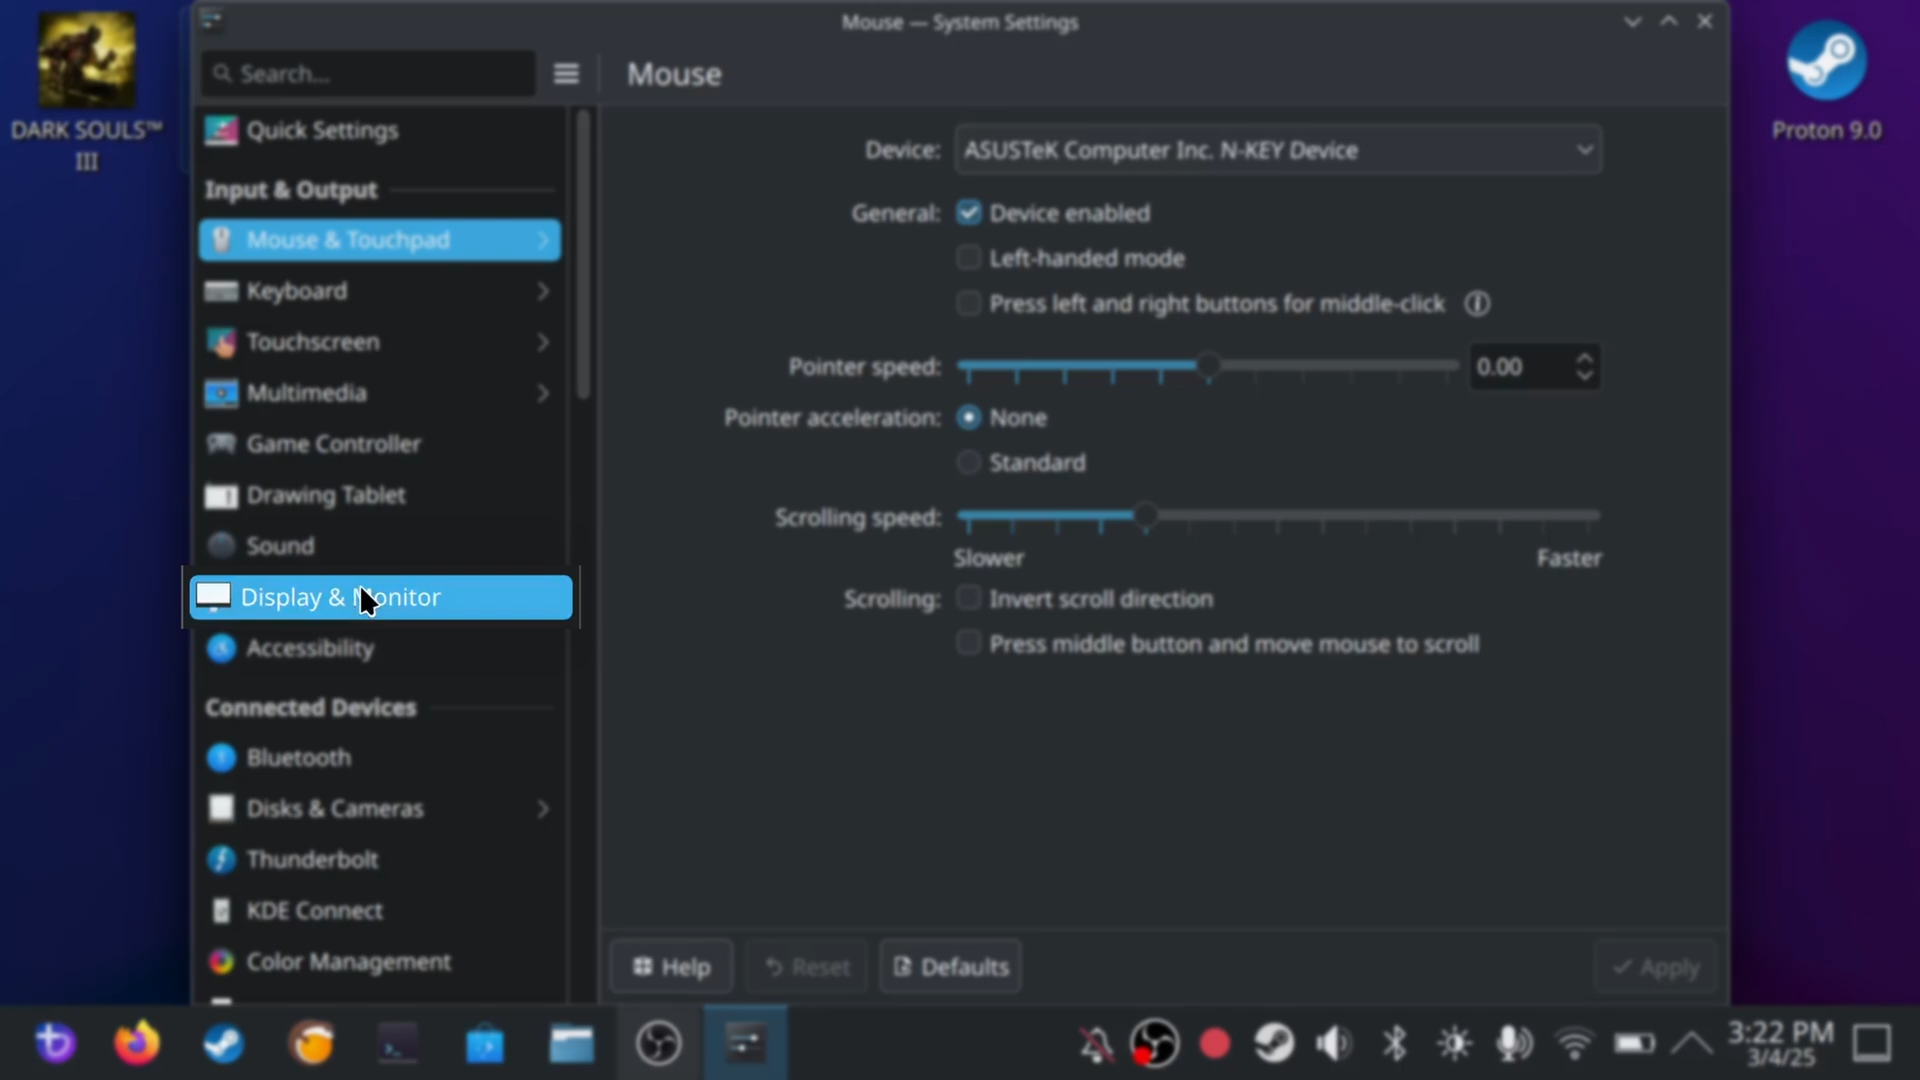 Mouse — System Settings
DARK SOULS™
III
Proton 9.0
Search...
Mouse
Quick Settings
Input & Output
Mouse & Touchpad
Keyboard
Touchscreen
Multimedia
Game Controller
Drawing Tablet
Sound
Display & Monitor
Accessibility
Connected Devices
Bluetooth
Disks & Cameras
Thunderbolt
KDE Connect
Color Management
Device: ASUSTeK Computer Inc. N-KEY Device
General: Device enabled
Left-handed mode
Press left and right buttons for middle-click
Pointer speed: 0.00
Pointer acceleration: None
Standard
Scrolling speed:
Slower Faster
Scrolling: Invert scroll direction
Press middle button and move mouse to scroll
Help Reset Defaults Apply
3:22 PM
3/4/25